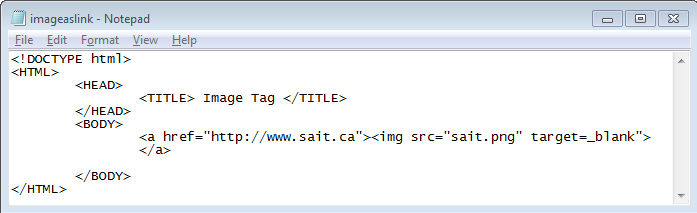 imageaslink - Notepad
File Edit Format View Help
<!DOCTYPE html>
<HTML>
<HEAD>
<TITLE> Image Tag </TITLE>
</HEAD>
<BODY>
<a href="http://www.sait.ca"><img src="sait.png" target=_blank">
</a>
</BODY>
</HTML>